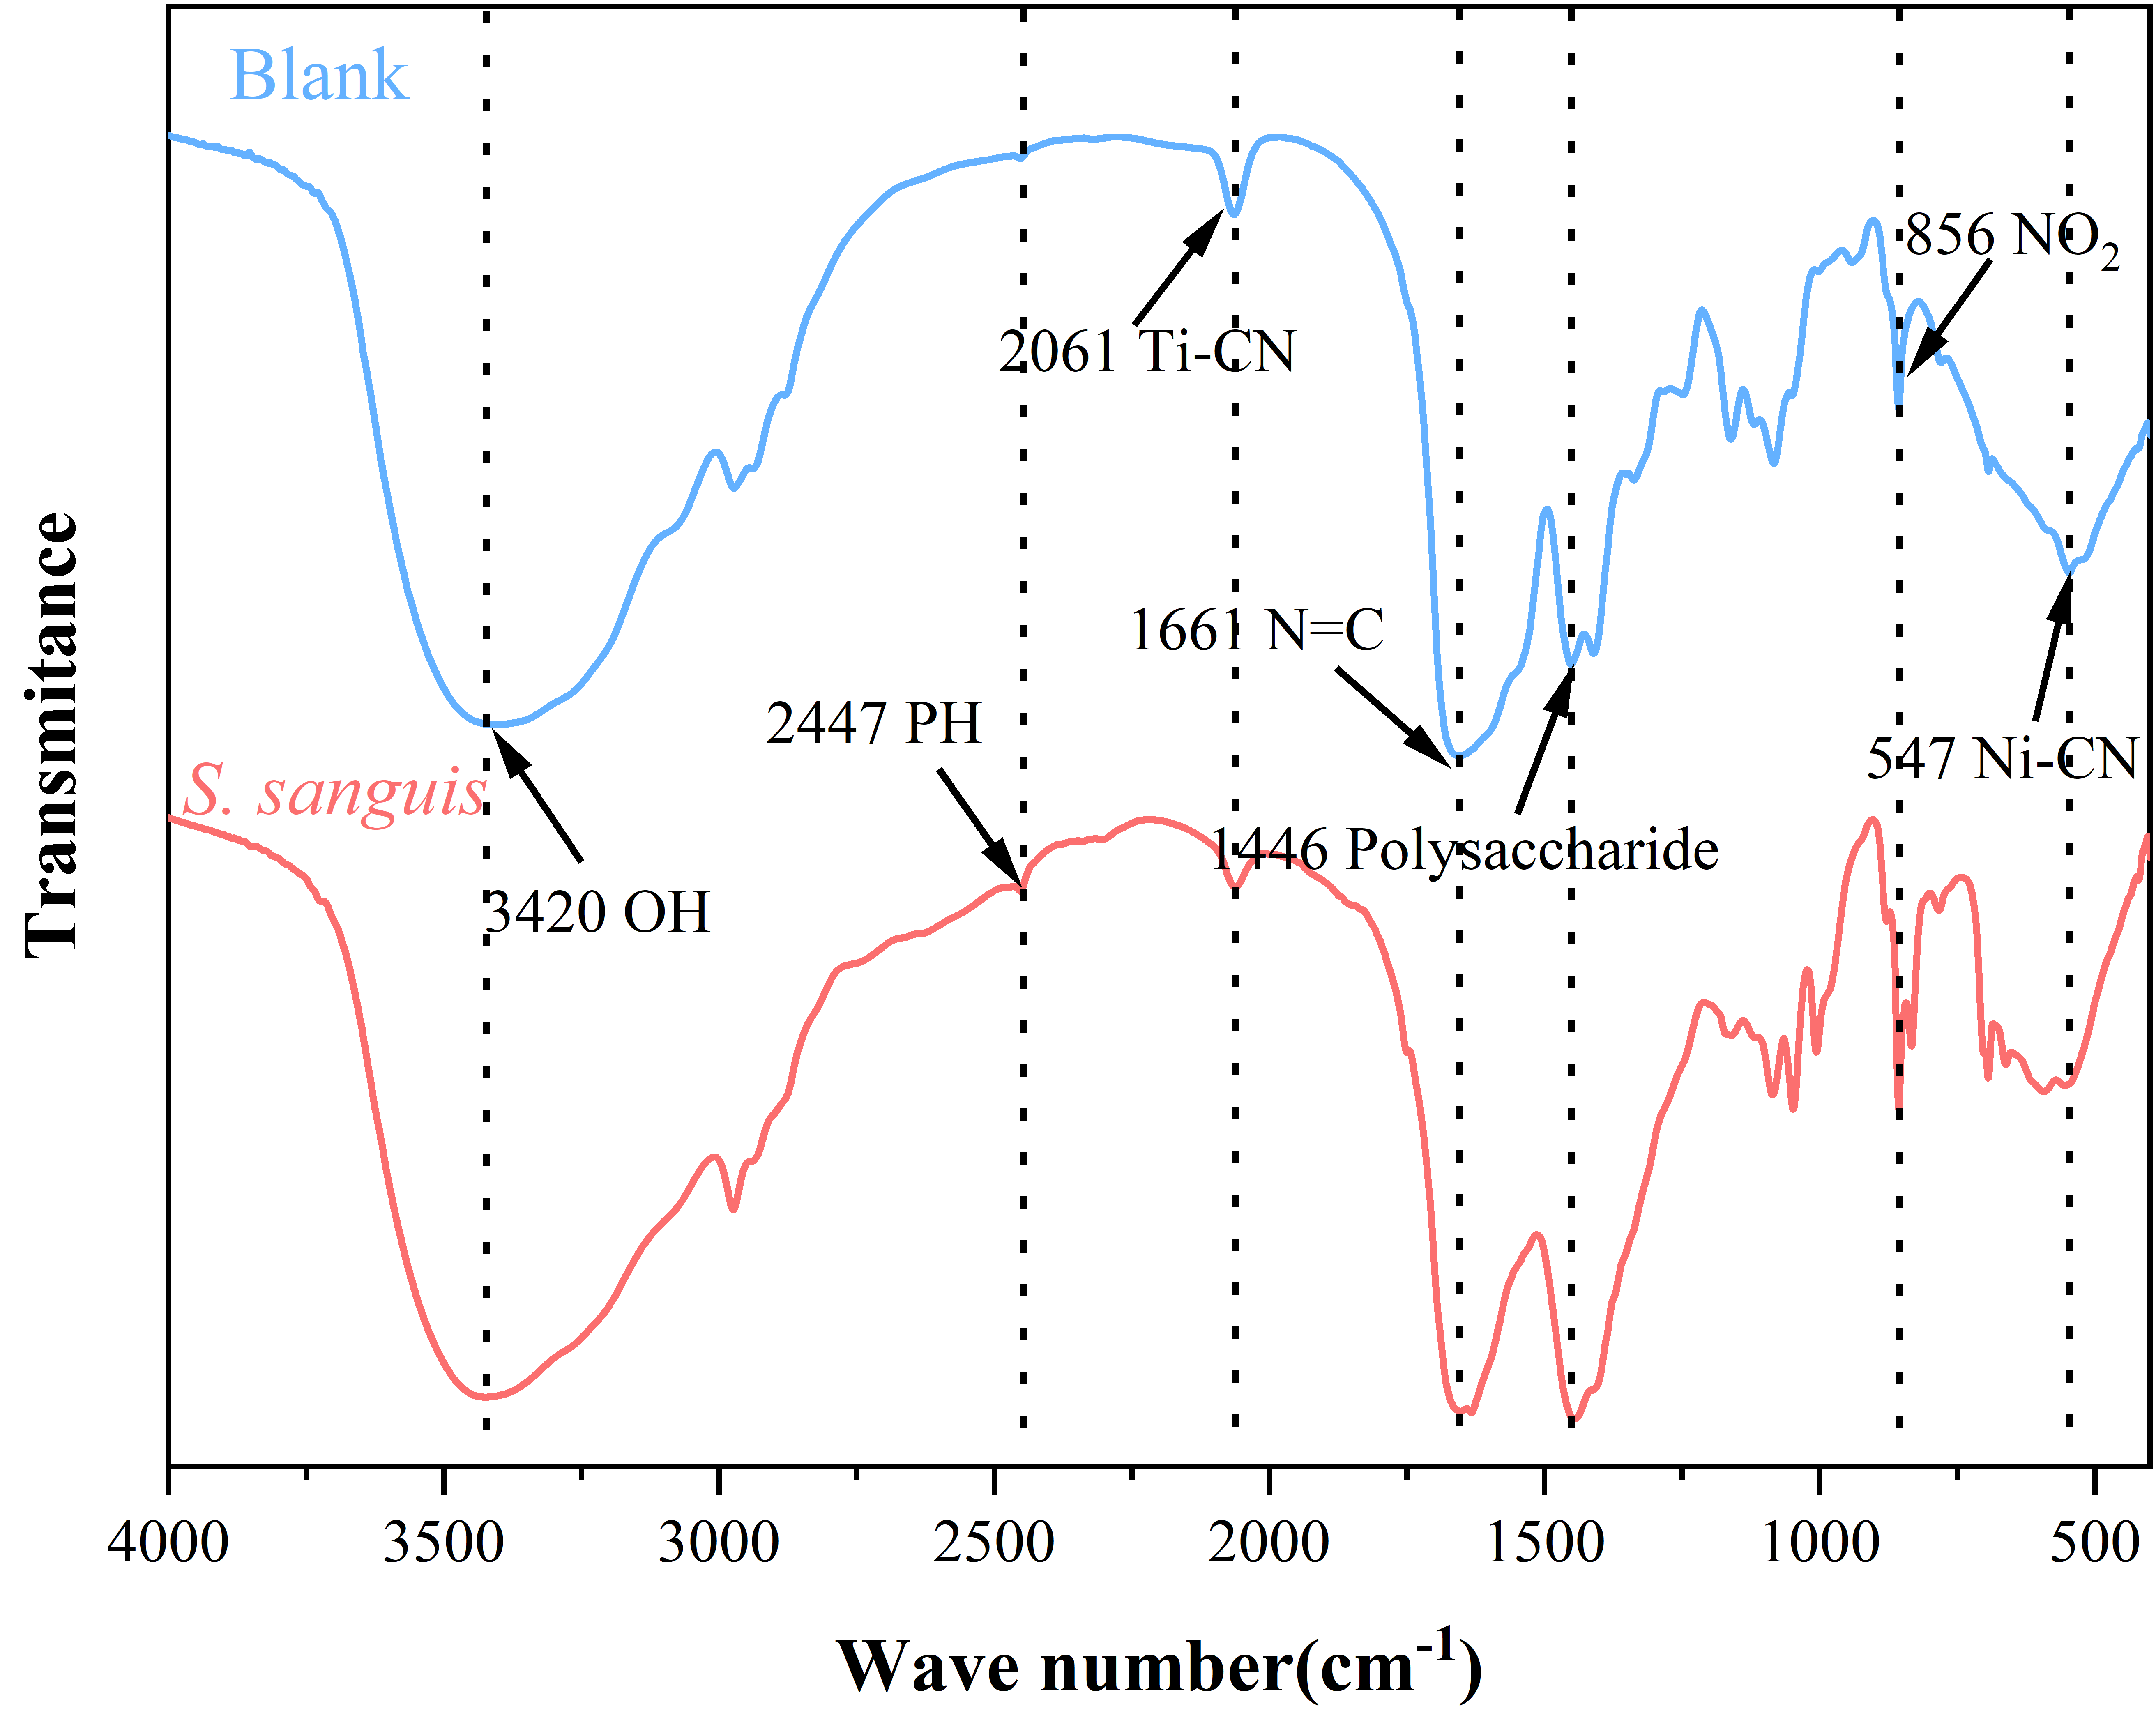 Blank
856 NO₂
2061 Ti-CN
1661 N=C
2447 PH
547 Ni-CN
S. sanguis
1446 Polysaccharide
3420 OH
Transmitance
4000 3500 3000 2500 2000 1500 1000 500
Wave number(cm⁻¹)